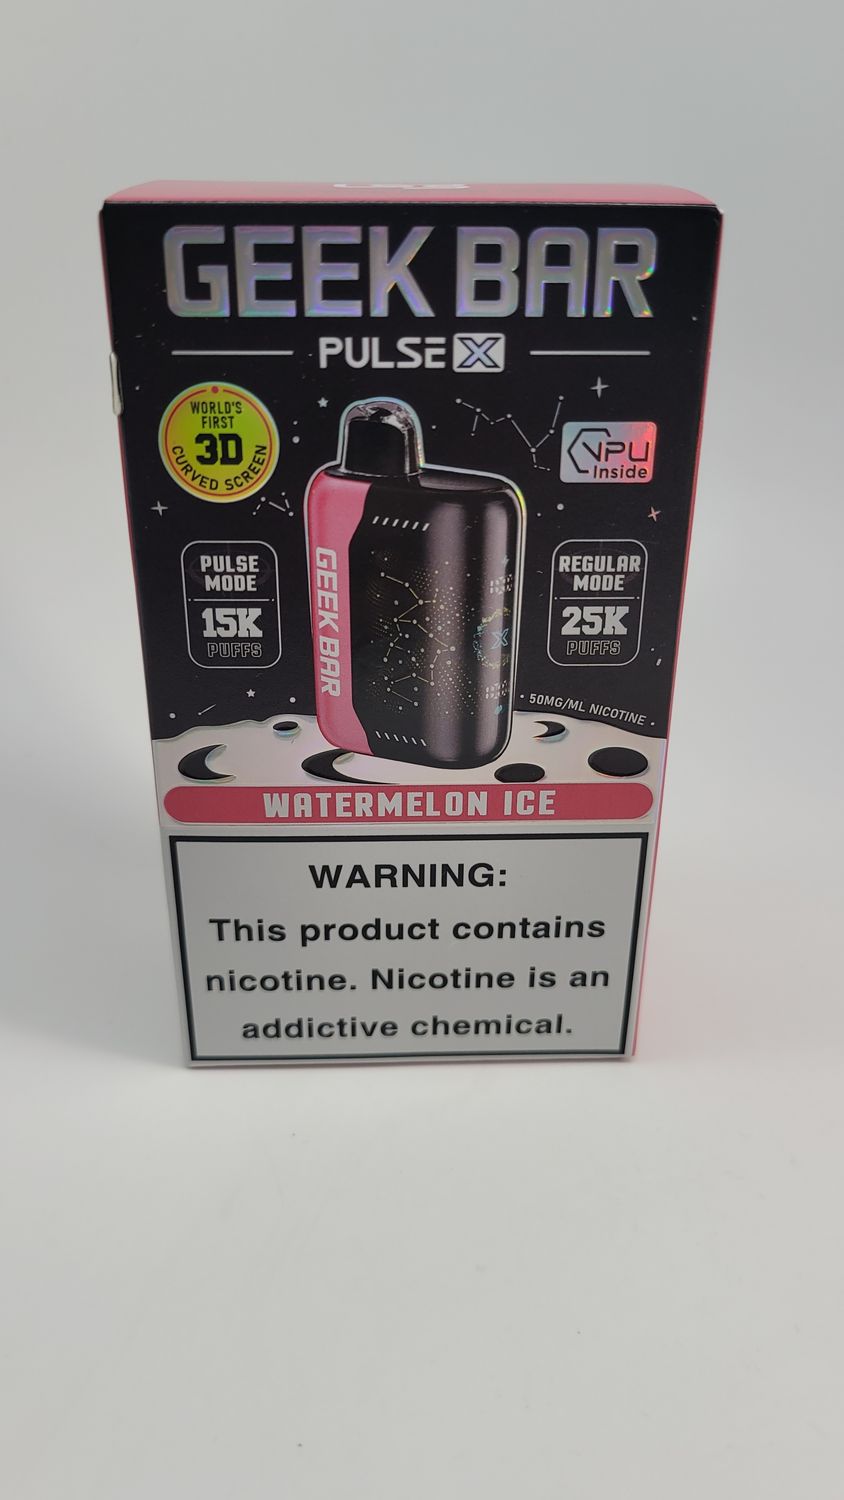 GEEK BAR
PULSE X
WORLD'S
FIRST
3D
CURVED SCREEN
VPU
Inside
PULSE
MODE
15K
PUFFS
GEEK BAR
X
REGULAR
MODE
25K
PUFFS
• 50MG/ML NICOTINE •
WATERMELON ICE
WARNING:
This product contains
nicotine. Nicotine is an
addictive chemical.